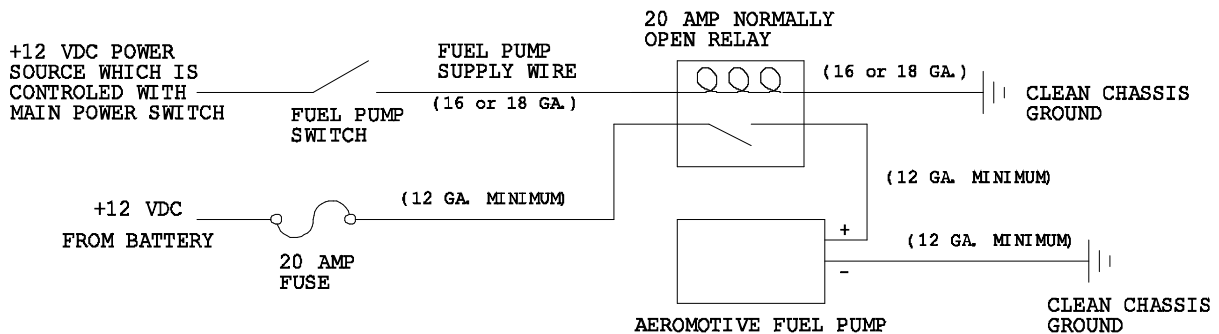 20 AMP NORMALLY
OPEN RELAY
+12 VDC POWER
SOURCE WHICH IS
CONTROLED WITH
MAIN POWER SWITCH
FUEL PUMP
SWITCH
FUEL PUMP
SUPPLY WIRE
(16 or 18 GA.)
(16 or 18 GA.)
CLEAN CHASSIS
GROUND
+12 VDC
FROM BATTERY
20 AMP
FUSE
(12 GA. MINIMUM)
(12 GA. MINIMUM)
+
-
(12 GA. MINIMUM)
CLEAN CHASSIS
GROUND
AEROMOTIVE FUEL PUMP